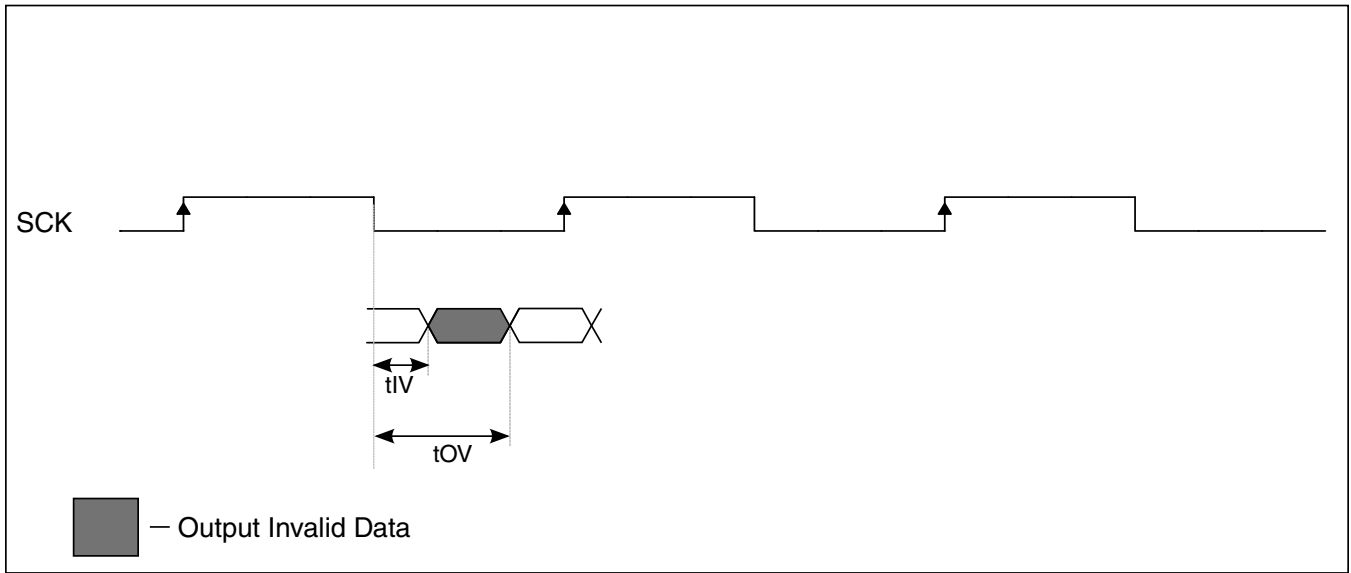 SCK
tIV
tOV
– Output Invalid Data